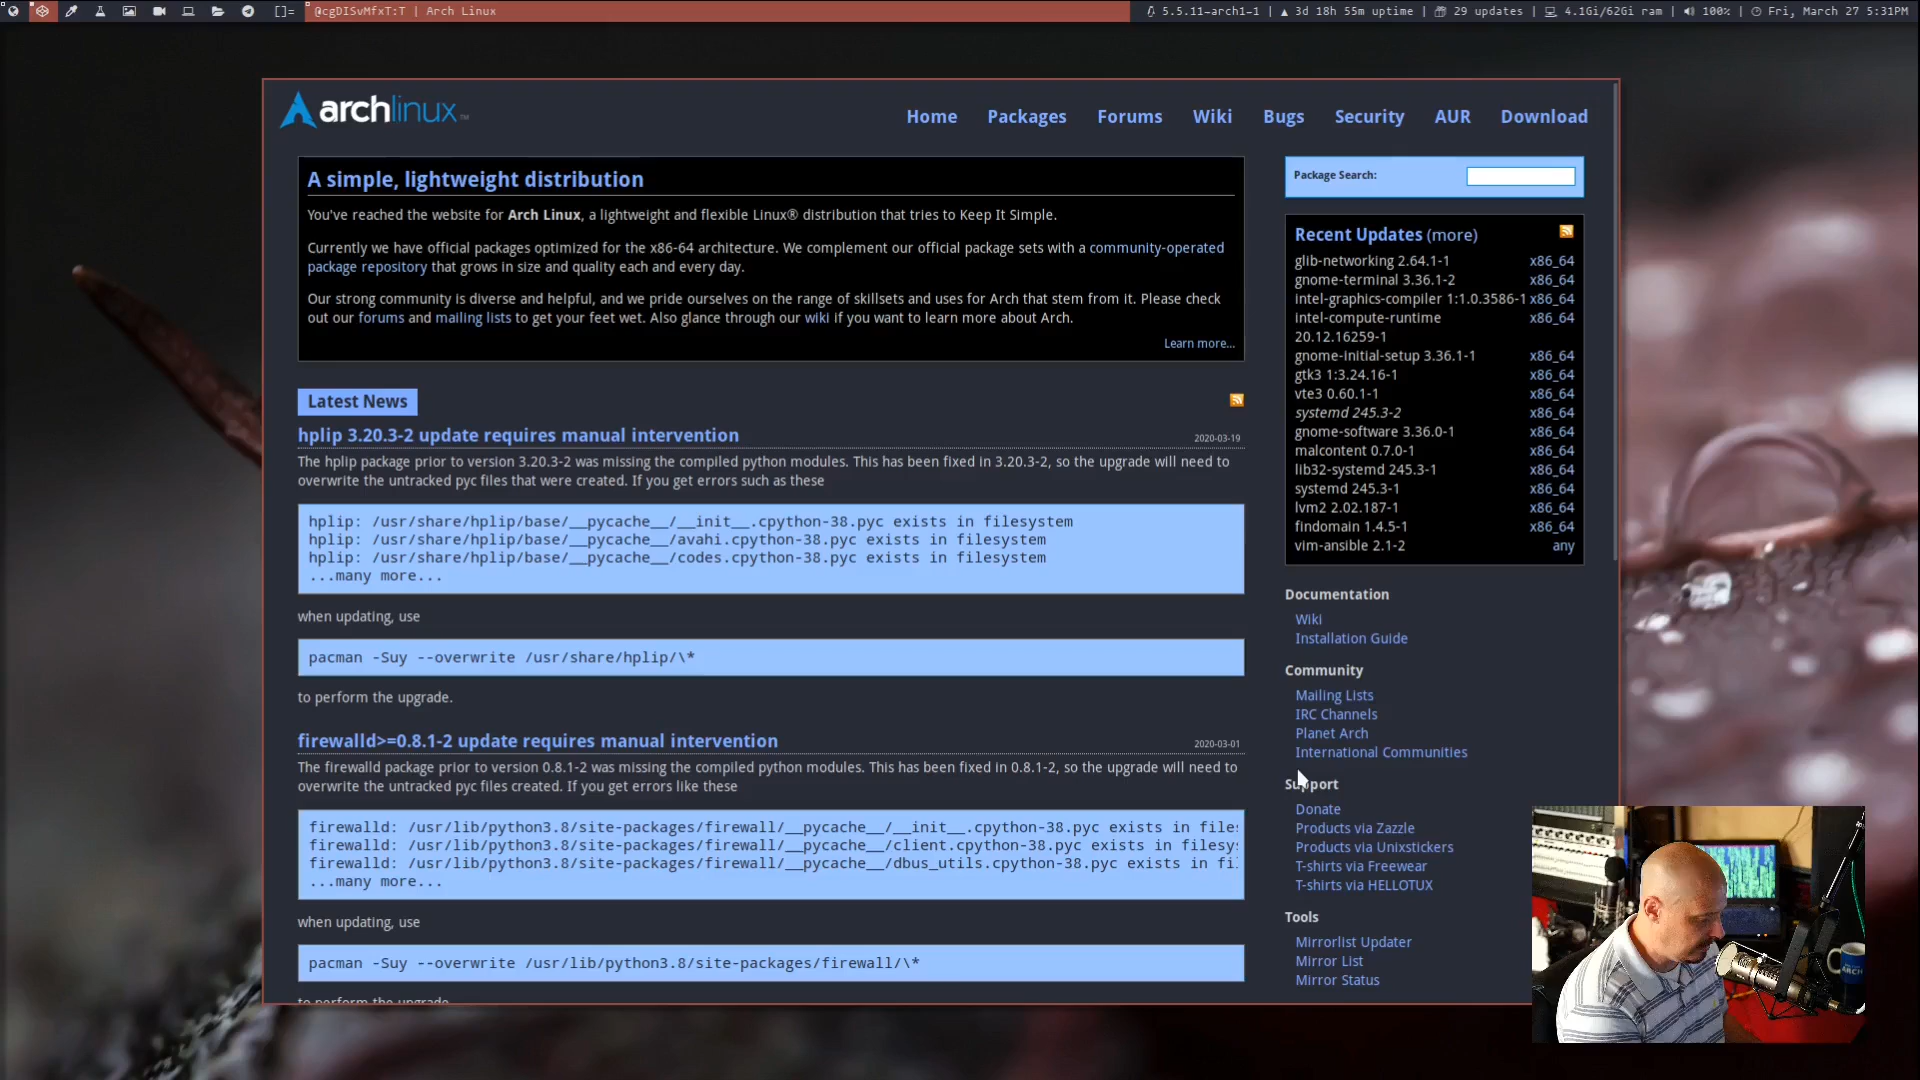 []= @cgDISvMfxT:T | Arch Linux
5.5.11-arch1-1 | ▲ 3d 18h 55m uptime | 29 updates | 4.1Gi/62Gi ram | 100% | Fri, March 27 5:31PM
archlinux™
Home Packages Forums Wiki Bugs Security AUR Download
A simple, lightweight distribution
You've reached the website for Arch Linux, a lightweight and flexible Linux® distribution that tries to Keep It Simple.
Currently we have official packages optimized for the x86-64 architecture. We complement our official package sets with a community-operated
package repository that grows in size and quality each and every day.
Our strong community is diverse and helpful, and we pride ourselves on the range of skillsets and uses for Arch that stem from it. Please check
out our forums and mailing lists to get your feet wet. Also glance through our wiki if you want to learn more about Arch.
Learn more...
Latest News
hplip 3.20.3-2 update requires manual intervention
2020-03-19
The hplip package prior to version 3.20.3-2 was missing the compiled python modules. This has been fixed in 3.20.3-2, so the upgrade will need to
overwrite the untracked pyc files that were created. If you get errors such as these
hplip: /usr/share/hplip/base/__pycache__/__init__.cpython-38.pyc exists in filesystem
hplip: /usr/share/hplip/base/__pycache__/avahi.cpython-38.pyc exists in filesystem
hplip: /usr/share/hplip/base/__pycache__/codes.cpython-38.pyc exists in filesystem
...many more...
when updating, use
pacman -Suy --overwrite /usr/share/hplip/\*
to perform the upgrade.
firewalld>=0.8.1-2 update requires manual intervention
2020-03-01
The firewalld package prior to version 0.8.1-2 was missing the compiled python modules. This has been fixed in 0.8.1-2, so the upgrade will need to
overwrite the untracked pyc files created. If you get errors like these
firewalld: /usr/lib/python3.8/site-packages/firewall/__pycache__/__init__.cpython-38.pyc exists in files
firewalld: /usr/lib/python3.8/site-packages/firewall/__pycache__/client.cpython-38.pyc exists in filesys
firewalld: /usr/lib/python3.8/site-packages/firewall/__pycache__/dbus_utils.cpython-38.pyc exists in fi
...many more...
when updating, use
pacman -Suy --overwrite /usr/lib/python3.8/site-packages/firewall/\*
to perform the upgrade.
Package Search:
Recent Updates (more)
glib-networking 2.64.1-1 x86_64
gnome-terminal 3.36.1-2 x86_64
intel-graphics-compiler 1:1.0.3586-1 x86_64
intel-compute-runtime x86_64
20.12.16259-1
gnome-initial-setup 3.36.1-1 x86_64
gtk3 1:3.24.16-1 x86_64
vte3 0.60.1-1 x86_64
systemd 245.3-2 x86_64
gnome-software 3.36.0-1 x86_64
malcontent 0.7.0-1 x86_64
lib32-systemd 245.3-1 x86_64
systemd 245.3-1 x86_64
lvm2 2.02.187-1 x86_64
findomain 1.4.5-1 x86_64
vim-ansible 2.1-2 any
Documentation
Wiki
Installation Guide
Community
Mailing Lists
IRC Channels
Planet Arch
International Communities
Support
Donate
Products via Zazzle
Products via Unixstickers
T-shirts via Freewear
T-shirts via HELLOTUX
Tools
Mirrorlist Updater
Mirror List
Mirror Status
ARCH